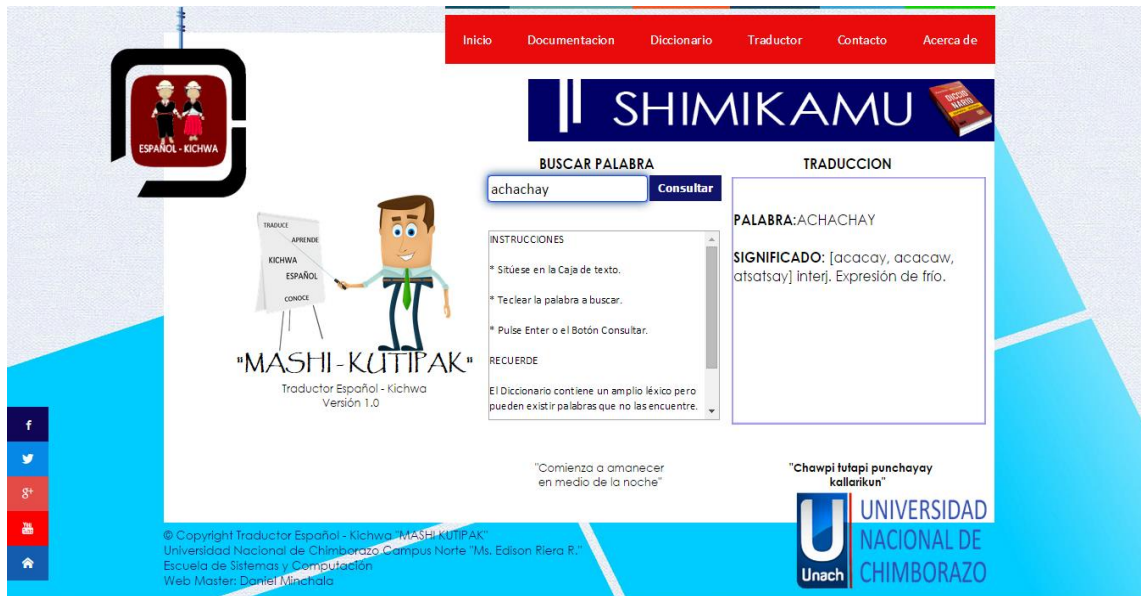 Inicio Documentacion Diccionario Traductor Contacto Acerca de
ESPAÑOL - KICHWA
SHIMIKAMU
DICCIO
NARIO
BUSCAR PALABRA
achachay
Consultar
TRADUCCION
PALABRA:ACHACHAY
SIGNIFICADO: [acacay, acacaw,
atsatsay] interj. Expresión de frío.
TRADUCE
APRENDE
KICHWA
ESPAÑOL
CONOCE
"MASHI-KUTIPAK"
Traductor Español - Kichwa
Versión 1.0
INSTRUCCIONES
* Sitúese en la Caja de texto.
* Teclear la palabra a buscar.
* Pulse Enter o el Botón Consultar.
RECUERDE
El Diccionario contiene un amplio léxico pero
pueden existir palabras que no las encuentre.
f
g+
You
"Comienza a amanecer
en medio de la noche"
"Chawpi tutapi punchayay
kallarikun"
© Copyright Traductor Español - Kichwa "MASHI KUTIPAK"
Universidad Nacional de Chimborazo Campus Norte "Ms. Edison Riera R."
Escuela de Sistemas y Computación
Web Master: Daniel Minchala
Unach
UNIVERSIDAD
NACIONAL DE
CHIMBORAZO